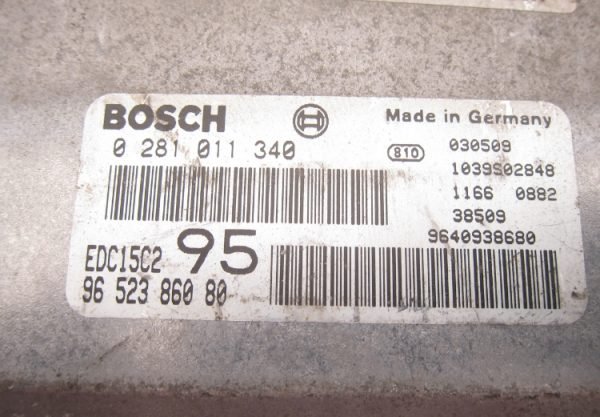 BOSCH
Made in Germany
0 281 011 340
810
030509
1039S02848
1166 0882
38509
9640938680
EDC15C2 95
96 523 860 80